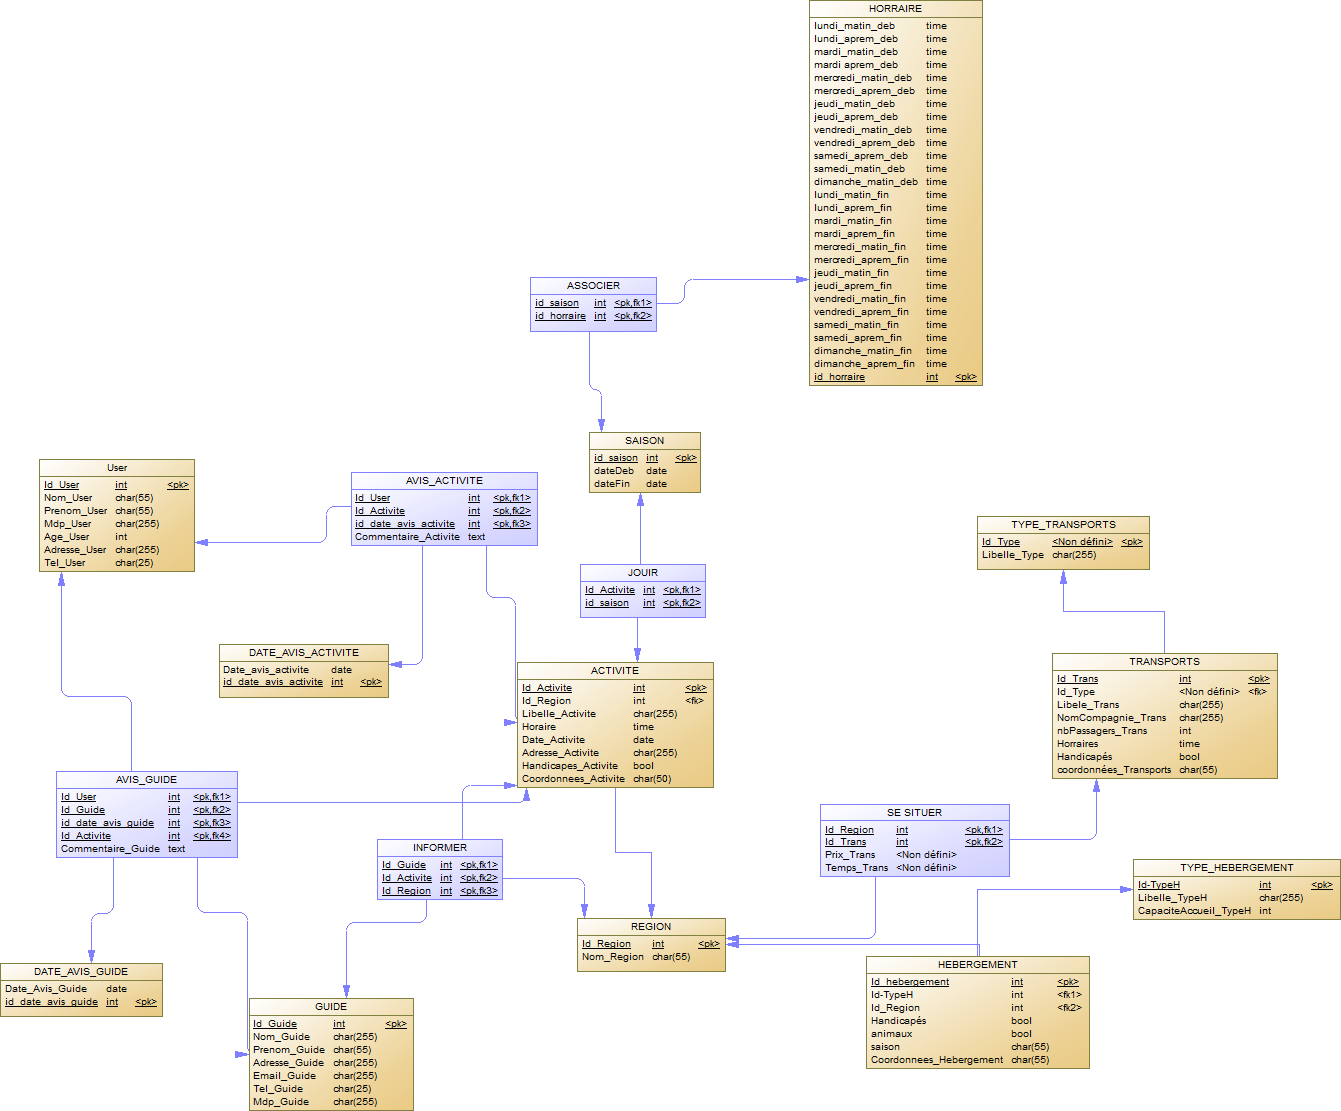 HORRAIRE
lundi_matin_deb time
lundi_aprem_deb time
mardi_matin_deb time
mardi aprem_deb time
mercredi_matin_deb time
mercredi_aprem_deb time
jeudi_matin_deb time
jeudi_aprem_deb time
vendredi_matin_deb time
vendredi_aprem_deb time
samedi_aprem_deb time
samedi_matin_deb time
dimanche_matin_deb time
lundi_matin_fin time
lundi_aprem_fin time
mardi_matin_fin time
mardi_aprem_fin time
mercredi_matin_fin time
mercredi_aprem_fin time
jeudi_matin_fin time
jeudi_aprem_fin time
vendredi_matin_fin time
vendredi_aprem_fin time
samedi_matin_fin time
samedi_aprem_fin time
dimanche_matin_fin time
dimanche_aprem_fin time
id_horraire int <pk>
ASSOCIER
id_saison int <pk,fk1>
id_horraire int <pk,fk2>
SAISON
id_saison int <pk>
dateDeb date
dateFin date
User
Id_User int <pk>
Nom_User char(55)
Prenom_User char(55)
Mdp_User char(255)
Age_User int
Adresse_User char(255)
Tel_User char(25)
AVIS_ACTIVITE
Id_User int <pk,fk1>
Id_Activite int <pk,fk2>
id_date_avis_activite int <pk,fk3>
Commentaire_Activite text
TYPE_TRANSPORTS
Id_Type <Non défini> <pk>
Libelle_Type char(255)
JOUIR
Id_Activite int <pk,fk1>
id_saison int <pk,fk2>
DATE_AVIS_ACTIVITE
Date_avis_activite date
id_date_avis_activite int <pk>
ACTIVITE
Id_Activite int <pk>
Id_Region int <fk>
Libelle_Activite char(255)
Horaire time
Date_Activite date
Adresse_Activite char(255)
Handicapes_Activite bool
Coordonnees_Activite char(50)
TRANSPORTS
Id_Trans int <pk>
Id_Type <Non défini> <fk>
Libele_Trans char(255)
NomCompagnie_Trans char(255)
nbPassagers_Trans int
Horraires time
Handicapés bool
coordonnées_Transports char(55)
AVIS_GUIDE
Id_User int <pk,fk1>
Id_Guide int <pk,fk2>
id_date_avis_guide int <pk,fk3>
Id_Activite int <pk,fk4>
Commentaire_Guide text
SE SITUER
Id_Region int <pk,fk1>
Id_Trans int <pk,fk2>
Prix_Trans <Non défini>
Temps_Trans <Non défini>
INFORMER
Id_Guide int <pk,fk1>
Id_Activite int <pk,fk2>
Id_Region int <pk,fk3>
TYPE_HEBERGEMENT
Id-TypeH int <pk>
Libelle_TypeH char(255)
CapaciteAccueil_TypeH int
REGION
Id_Region int <pk>
Nom_Region char(55)
HEBERGEMENT
Id_hebergement int <pk>
Id-TypeH int <fk1>
Id_Region int <fk2>
Handicapés bool
animaux bool
saison char(55)
Coordonnees_Hebergement char(55)
DATE_AVIS_GUIDE
Date_Avis_Guide date
id_date_avis_guide int <pk>
GUIDE
Id_Guide int <pk>
Nom_Guide char(255)
Prenom_Guide char(55)
Adresse_Guide char(255)
Email_Guide char(255)
Tel_Guide char(25)
Mdp_Guide char(255)